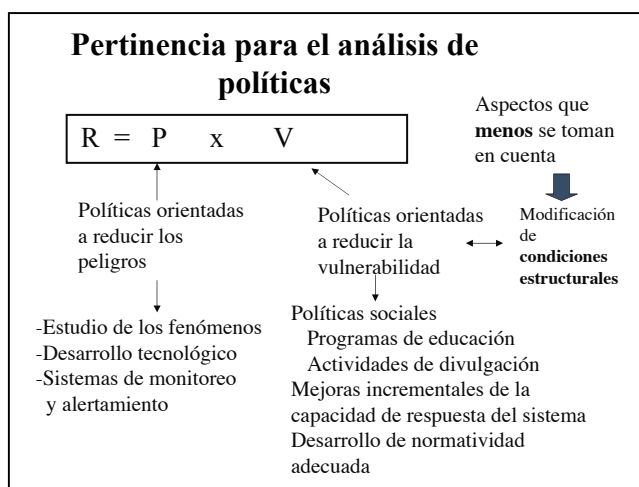 Pertinencia para el análisis de
políticas
R = P x V
Aspectos que
menos se toman
en cuenta
Políticas orientadas
a reducir los
peligros
Políticas orientadas
a reducir la
vulnerabilidad
Modificación
de
condiciones
estructurales
-Estudio de los fenómenos
-Desarrollo tecnológico
-Sistemas de monitoreo
y alertamiento
Políticas sociales
Programas de educación
Actividades de divulgación
Mejoras incrementales de la
capacidad de respuesta del sistema
Desarrollo de normatividad
adecuada